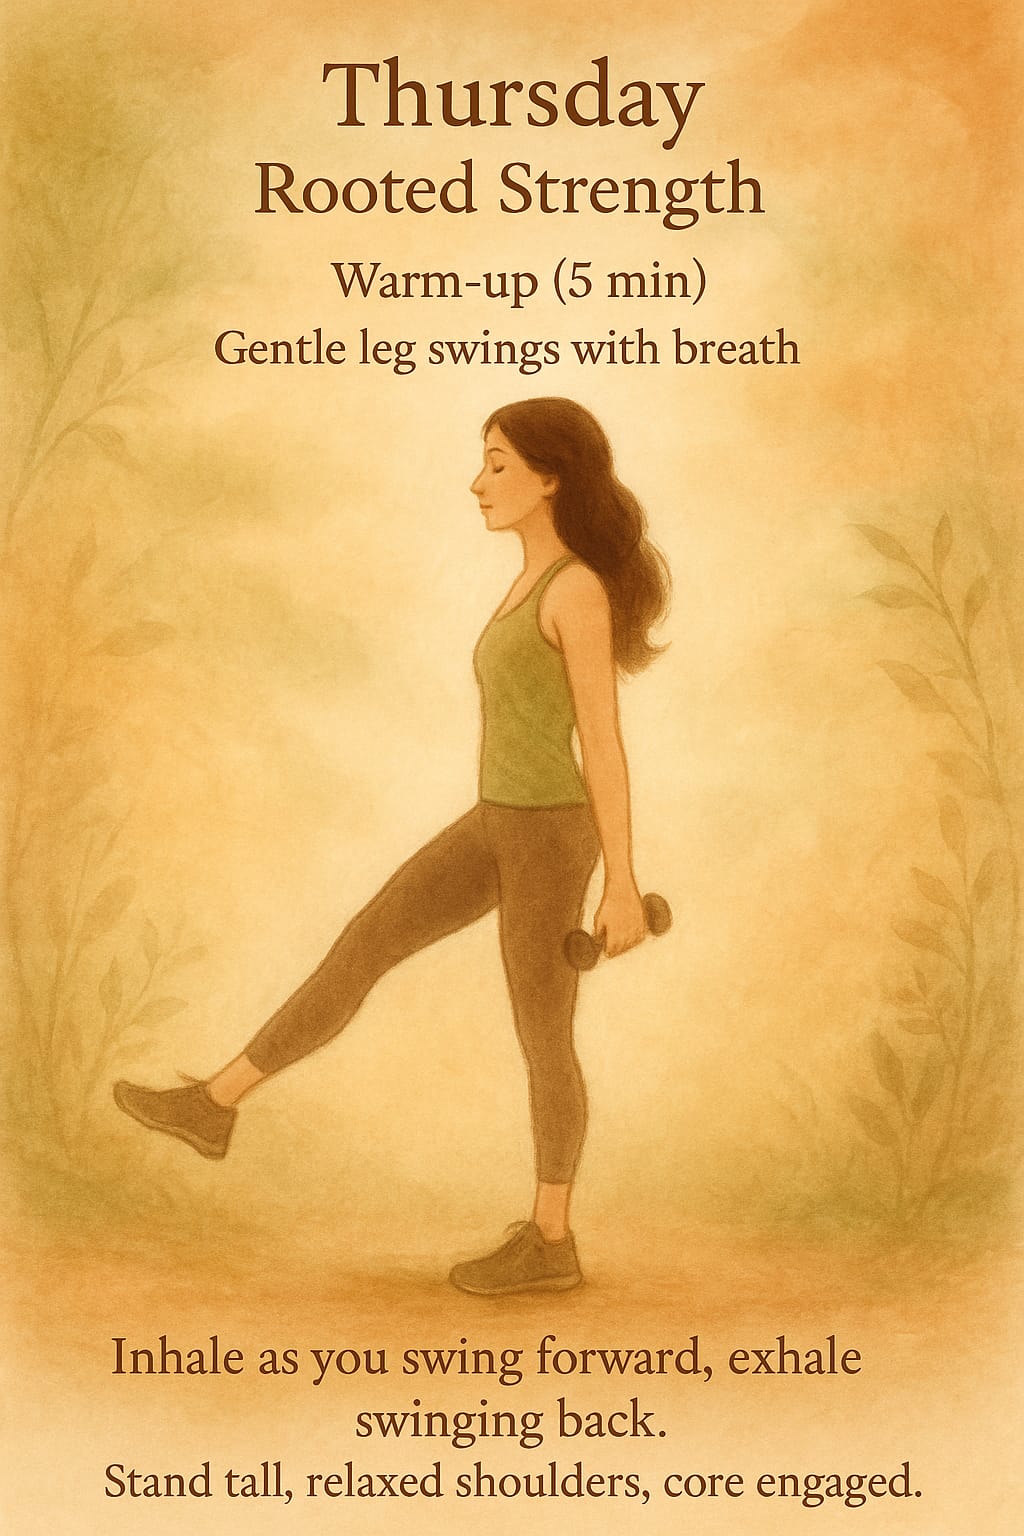 Thursday
Rooted Strength
Warm-up (5 min)
Gentle leg swings with breath
Inhale as you swing forward, exhale
swinging back.
Stand tall, relaxed shoulders, core engaged.